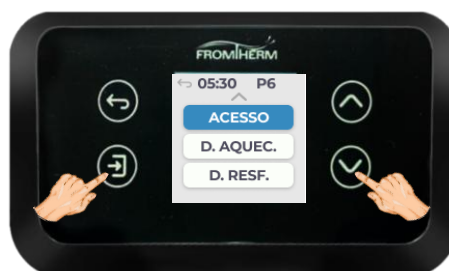 FROMTHERM
05:30 P6
ACESSO
D. AQUEC.
D. RESF.